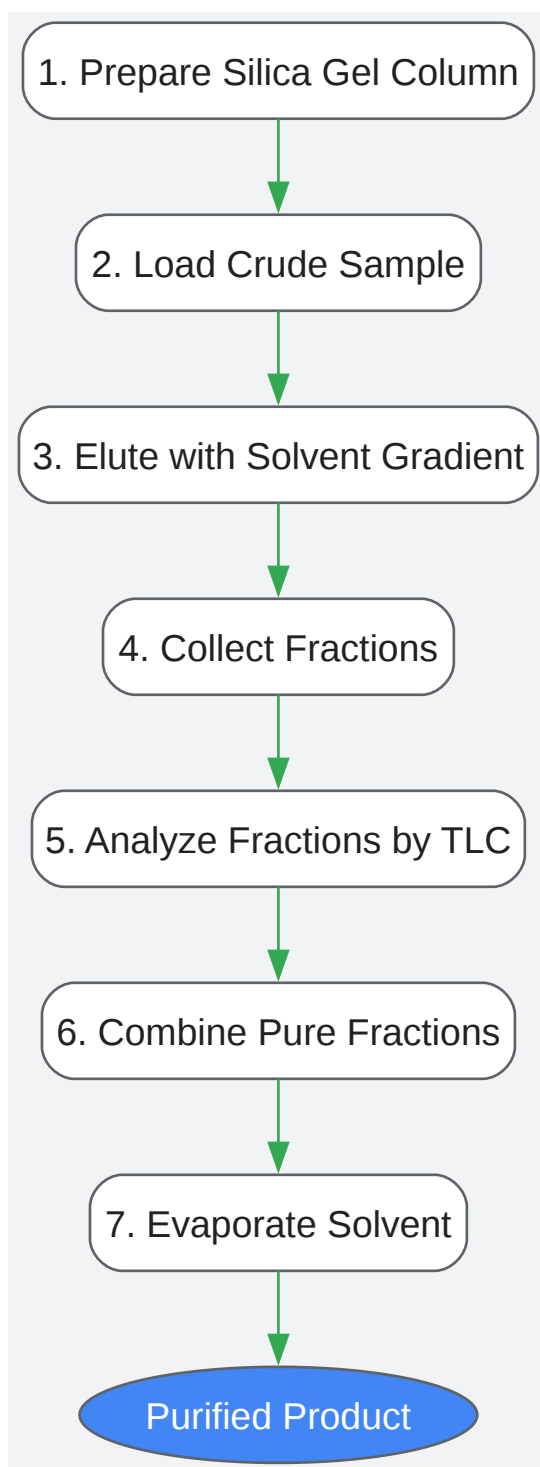 1. Prepare Silica Gel Column
2. Load Crude Sample
3. Elute with Solvent Gradient
4. Collect Fractions
5. Analyze Fractions by TLC
6. Combine Pure Fractions
7. Evaporate Solvent
Purified Product